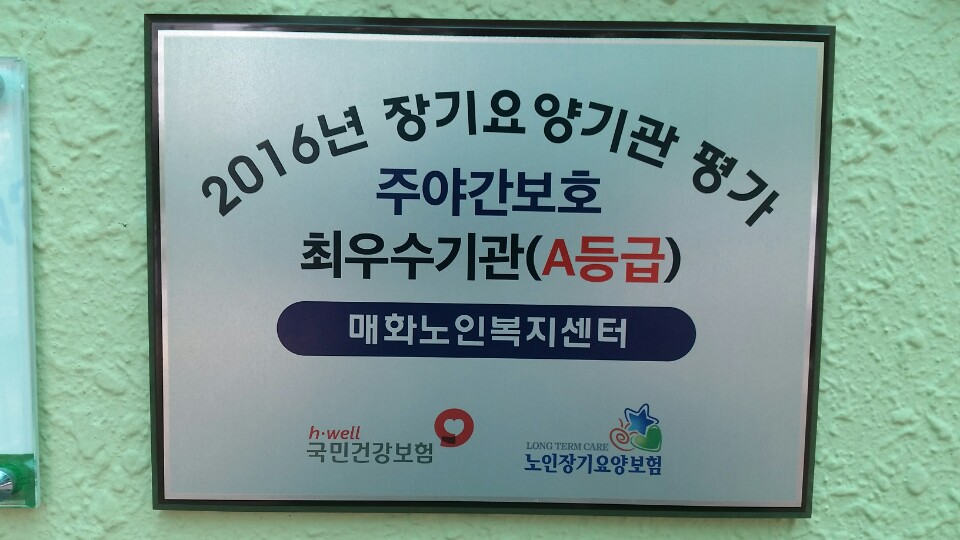 2016년 장기요양기관 평가
주야간보호
최우수기관(A등급)
매화노인복지센터
h·well
국민건강보험
LONG TERM CARE
노인장기요양보험